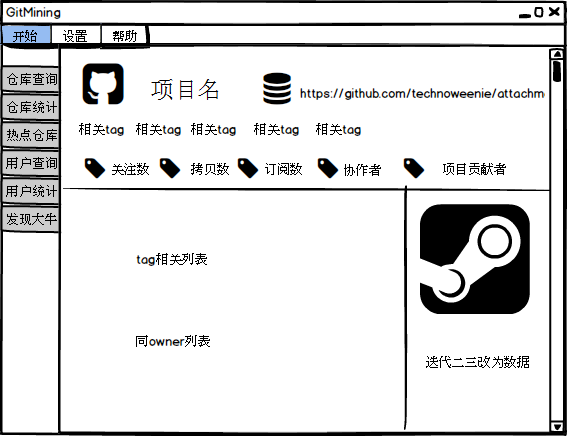 GitMining
开始 设置 帮助
仓库查询
仓库统计
热点仓库
用户查询
用户统计
发现大牛
项目名
https://github.com/technoweenie/attachm
相关tag 相关tag 相关tag 相关tag 相关tag
关注数 拷贝数 订阅数 协作者 项目贡献者
tag相关列表
同owner列表
迭代二三改为数据